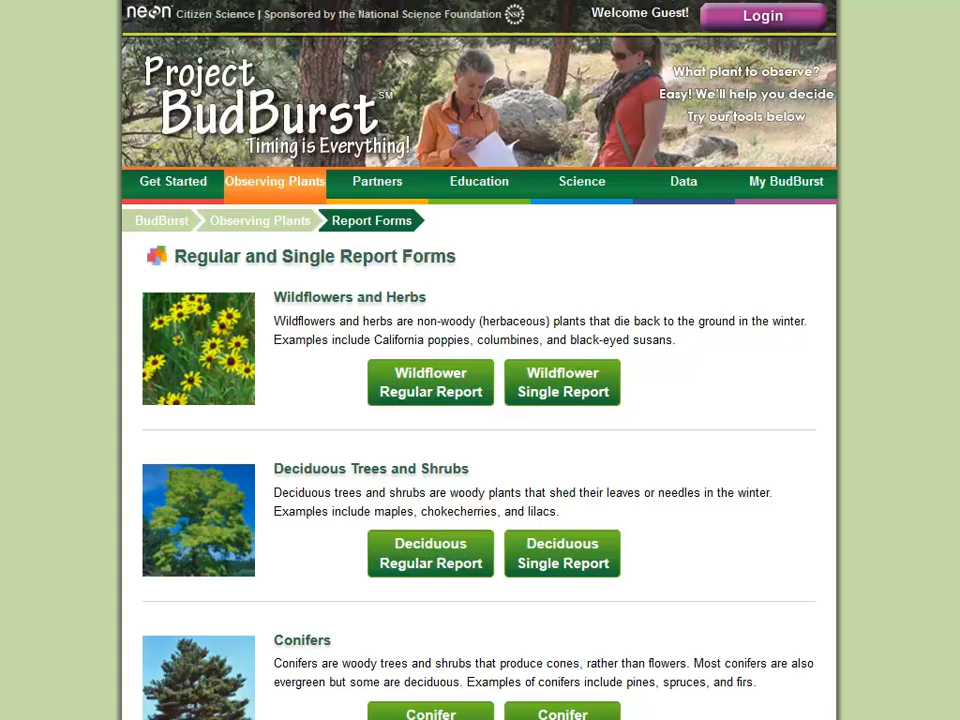 neon Citizen Science | Sponsored by the National Science Foundation NSF
Welcome Guest!
Login
Project
BudBurst SM
Timing is Everything!
What plant to observe?
Easy! We'll help you decide
Try our tools below
Get Started Observing Plants Partners Education Science Data My BudBurst
BudBurst Observing Plants Report Forms
Regular and Single Report Forms
Wildflowers and Herbs
Wildflowers and herbs are non-woody (herbaceous) plants that die back to the ground in the winter.
Examples include California poppies, columbines, and black-eyed susans.
Wildflower
Regular Report
Wildflower
Single Report
Deciduous Trees and Shrubs
Deciduous trees and shrubs are woody plants that shed their leaves or needles in the winter.
Examples include maples, chokecherries, and lilacs.
Deciduous
Regular Report
Deciduous
Single Report
Conifers
Conifers are woody trees and shrubs that produce cones, rather than flowers. Most conifers are also
evergreen but some are deciduous. Examples of conifers include pines, spruces, and firs.
Conifer
Conifer